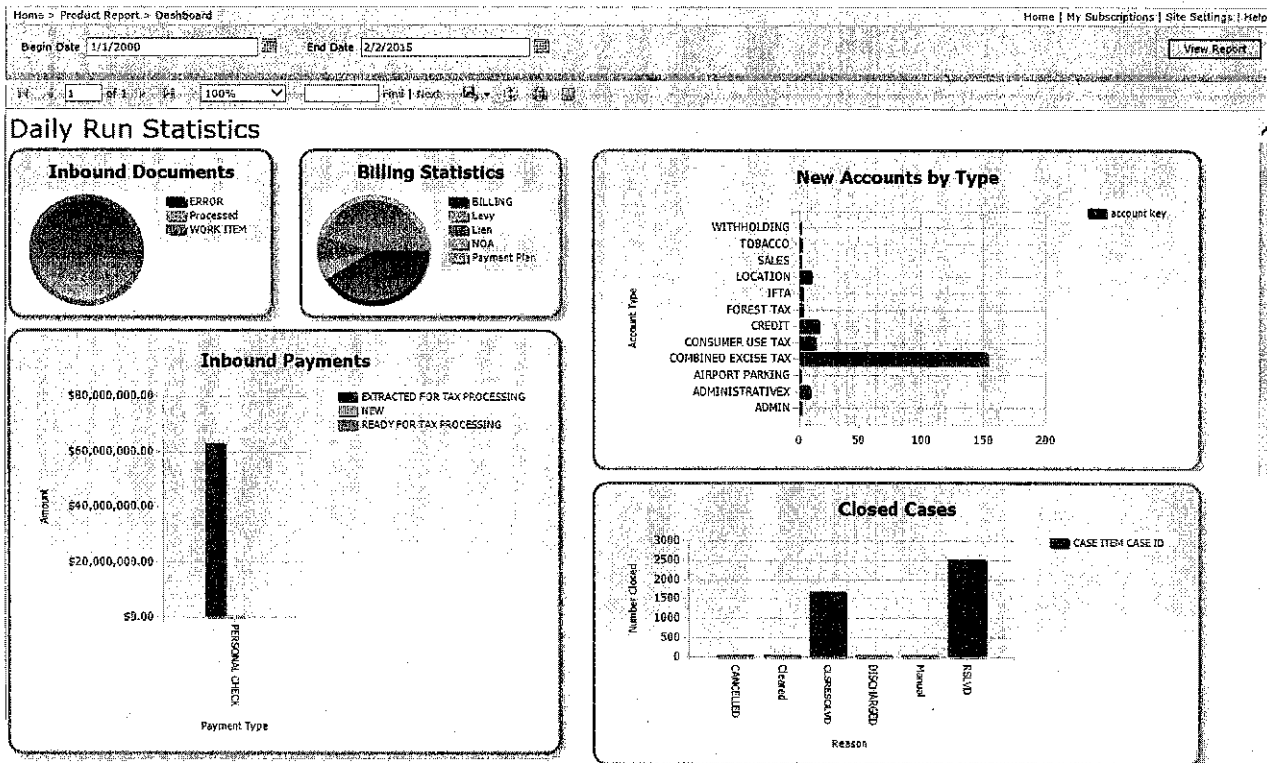 Home > Product Report > Dashboard
Home | My Subscriptions | Site Settings | Help
Begin Date 1/1/2000
End Date 2/2/2015
View Report
1 of 1
100%
Find | Next
Daily Run Statistics
Inbound Documents
ERROR
Processed
WORK ITEM
Billing Statistics
BILLING
Levy
Lien
NOA
Payment Plan
New Accounts by Type
account key
Account Type
WITHHOLDING
TOBACCO
SALES
LOCATION
IFTA
FOREST TAX
CREDIT
CONSUMER USE TAX
COMBINED EXCISE TAX
AIRPORT PARKING
ADMINISTRATIVEX
ADMIN
0 50 100 150 200
Inbound Payments
EXTRACTED FOR TAX PROCESSING
NEW
READY FOR TAX PROCESSING
Amount
$80,000,000.00
$60,000,000.00
$40,000,000.00
$20,000,000.00
$0.00
PERSONAL CHECK
Payment Type
Closed Cases
CASE ITEM CASE ID
Number Closed
3000
2500
2000
1500
1000
500
0
CANCELLED
Cleared
CLSRESOLVD
DISCHARGED
Manual
RSLVD
Reason